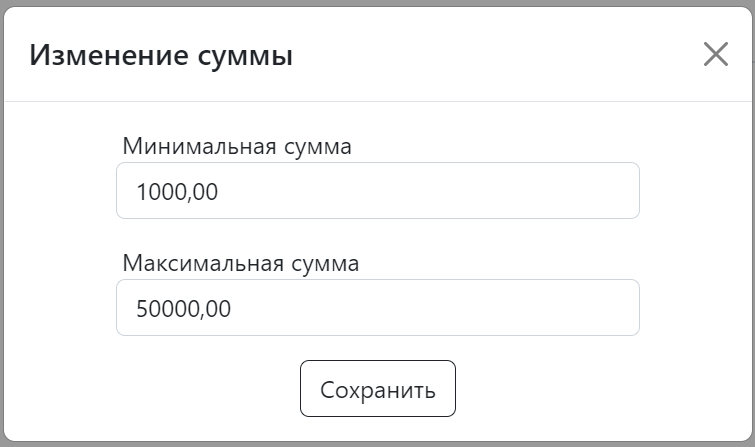 Изменение суммы
Минимальная сумма
1000,00
Максимальная сумма
50000,00
Сохранить